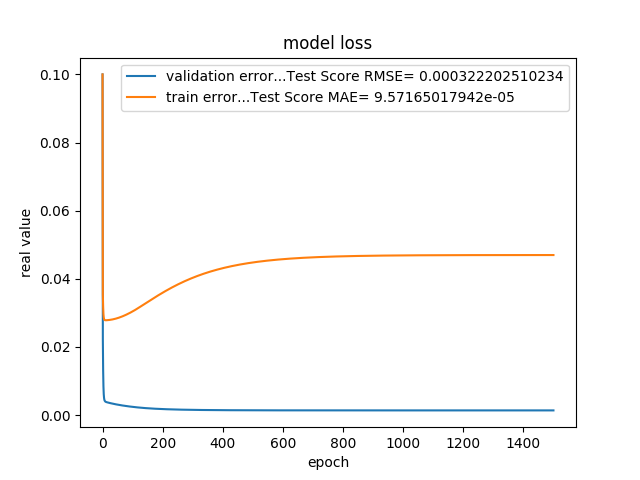 model loss
validation error...Test Score RMSE= 0.000322202510234
train error...Test Score MAE= 9.57165017942e-05
real value
0.10
0.08
0.06
0.04
0.02
0.00
0 200 400 600 800 1000 1200 1400
epoch